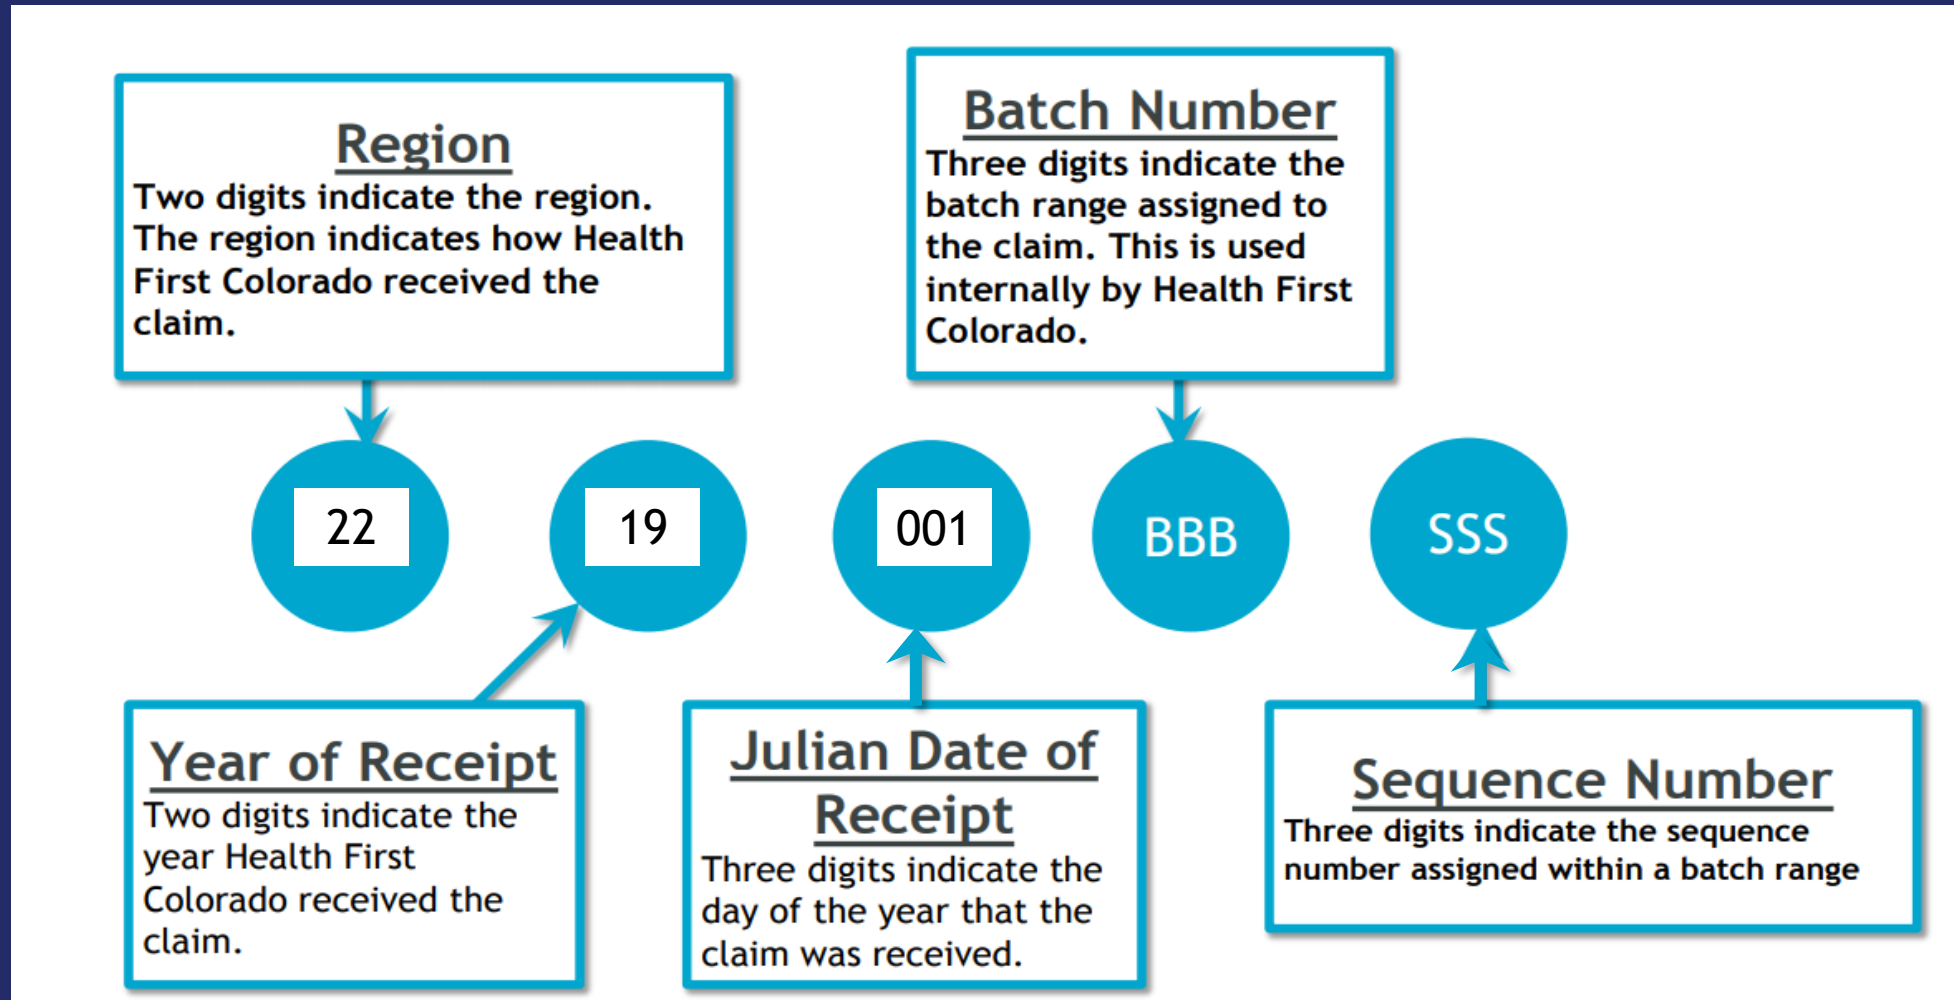 Region
Two digits indicate the region.
The region indicates how Health
First Colorado received the
claim.
Batch Number
Three digits indicate the
batch range assigned to
the claim. This is used
internally by Health First
Colorado.
22
19
001
BBB
SSS
Year of Receipt
Two digits indicate the
year Health First
Colorado received the
claim.
Julian Date of
Receipt
Three digits indicate the
day of the year that the
claim was received.
Sequence Number
Three digits indicate the sequence
number assigned within a batch range